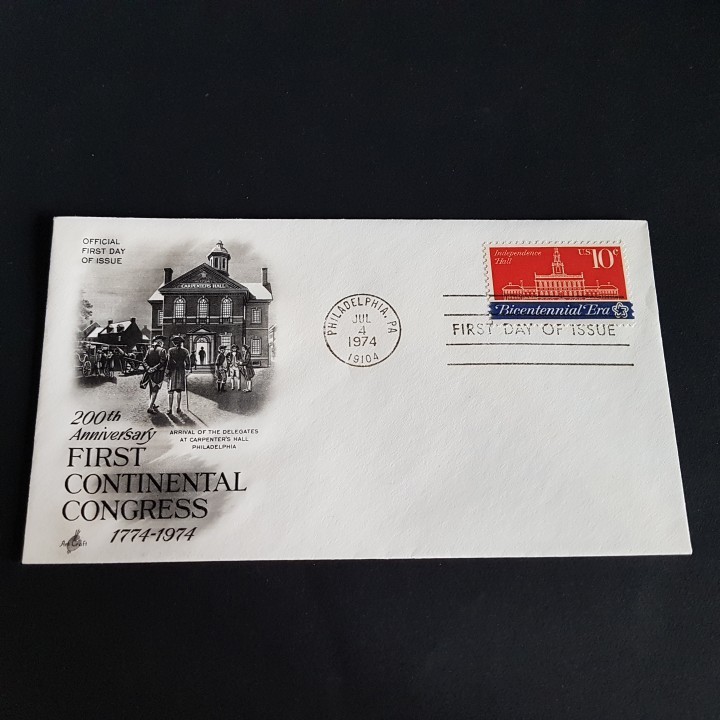 OFFICIAL
FIRST DAY
OF ISSUE
CARPENTERS HALL
200th
Anniversary
ARRIVAL OF THE DELEGATES
AT CARPENTER'S HALL
PHILADELPHIA
FIRST
CONTINENTAL
CONGRESS
1774-1974
Art Craft
PHILADELPHIA, PA
JUL
4
1974
19104
Independence
Hall
US 10c
Bicentennial Era
FIRST DAY OF ISSUE